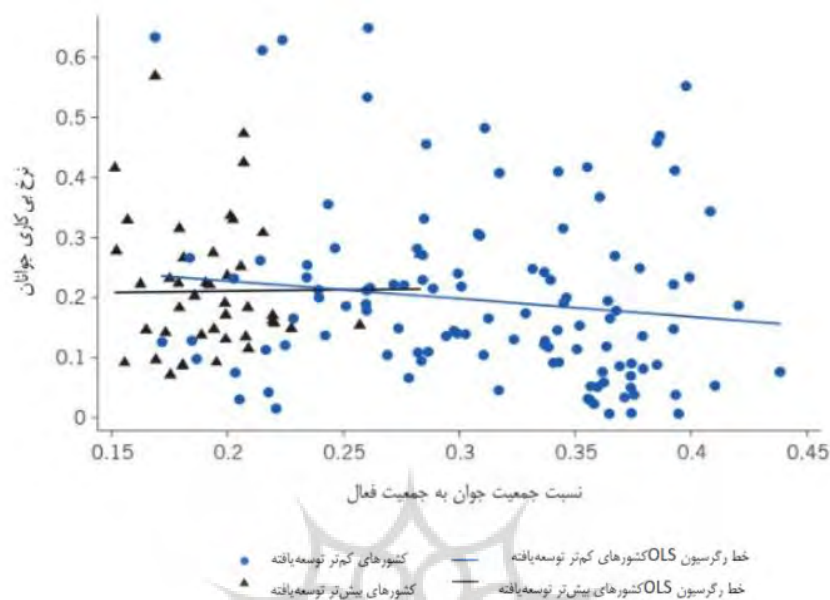 0.6
0.5
0.4
0.3
0.2
0.1
0
نرخ بی‌کاری جوانان
0.15 0.2 0.25 0.3 0.35 0.4 0.45
نسبت جمعیت جوان به جمعیت فعال
خط رگرسیون OLSکشورهای کم‌تر توسعه‌یافته کشورهای کم‌تر توسعه‌یافته
خط رگرسیون OLSکشورهای بیش‌تر توسعه‌یافته کشورهای بیش‌تر توسعه‌یافته